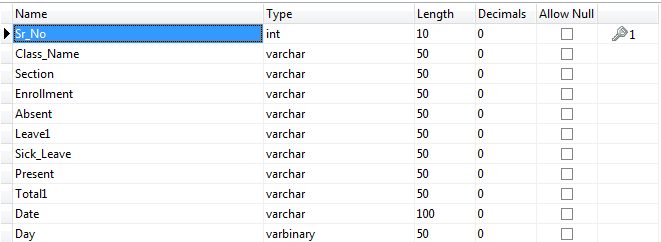 Name Type Length Decimals Allow Null
Sr_No int 10 0 1
Class_Name varchar 50 0
Section varchar 50 0
Enrollment varchar 50 0
Absent varchar 50 0
Leave1 varchar 50 0
Sick_Leave varchar 50 0
Present varchar 50 0
Total1 varchar 50 0
Date varchar 100 0
Day varbinary 50 0